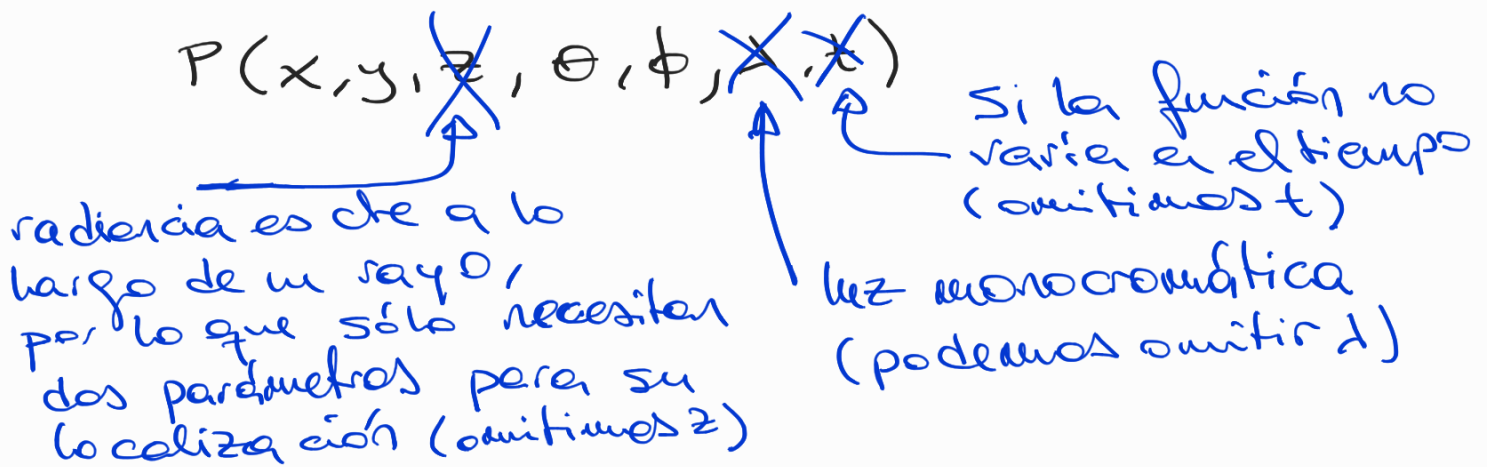 P(x,y,z,θ,ϕ,λ,t)
Si la función no
varía en el tiempo
(omitimos t)
radiancia es cte a lo
largo de un rayo,
por lo que sólo necesitan
dos parámetros para su
localización (omitimos z)
luz monocromática
(podemos omitir λ)